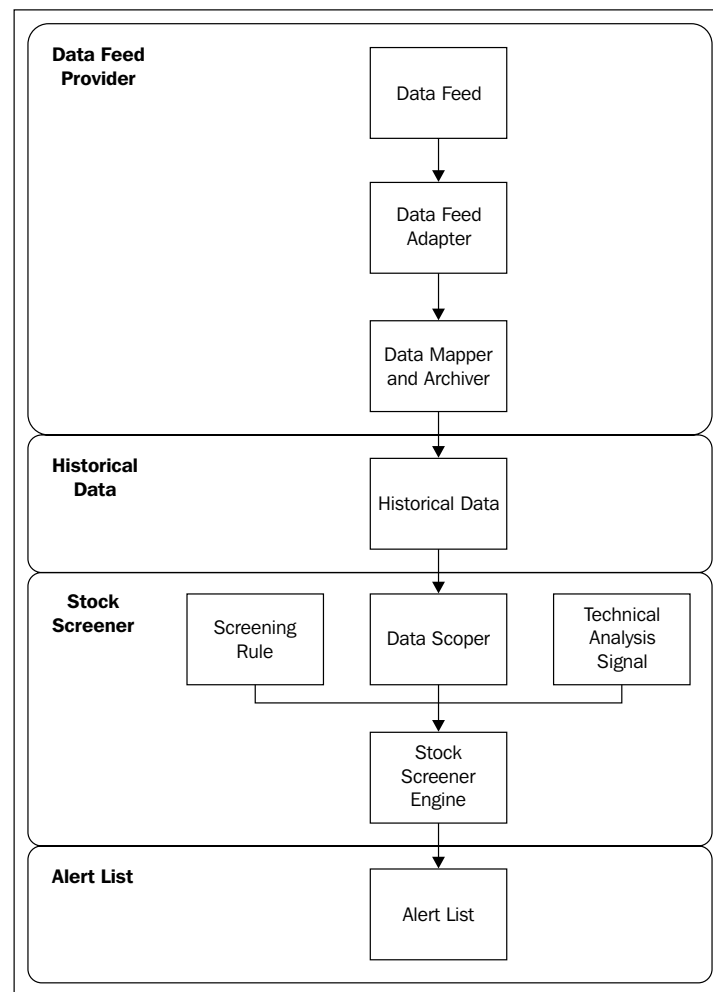 Data Feed
Provider
Data Feed
Data Feed
Adapter
Data Mapper
and Archiver
Historical
Data
Historical Data
Stock
Screener
Screening
Rule
Data Scoper
Technical
Analysis
Signal
Stock
Screener
Engine
Alert List
Alert List